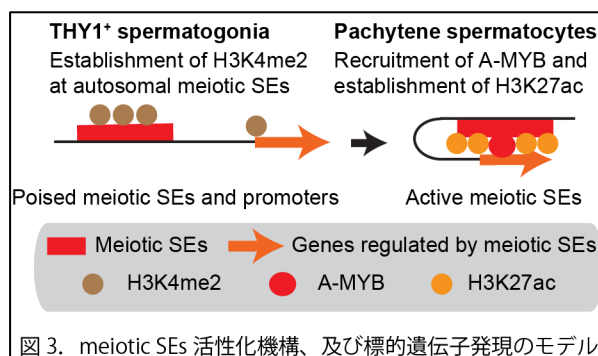 THY1⁺ spermatogonia
Establishment of H3K4me2
at autosomal meiotic SEs
Pachytene spermatocytes
Recruitment of A-MYB and
establishment of H3K27ac
Poised meiotic SEs and promoters
Active meiotic SEs
Meiotic SEs
Genes regulated by meiotic SEs
H3K4me2
A-MYB
H3K27ac
図 3．meiotic SEs 活性化機構、及び標的遺伝子発現のモデル